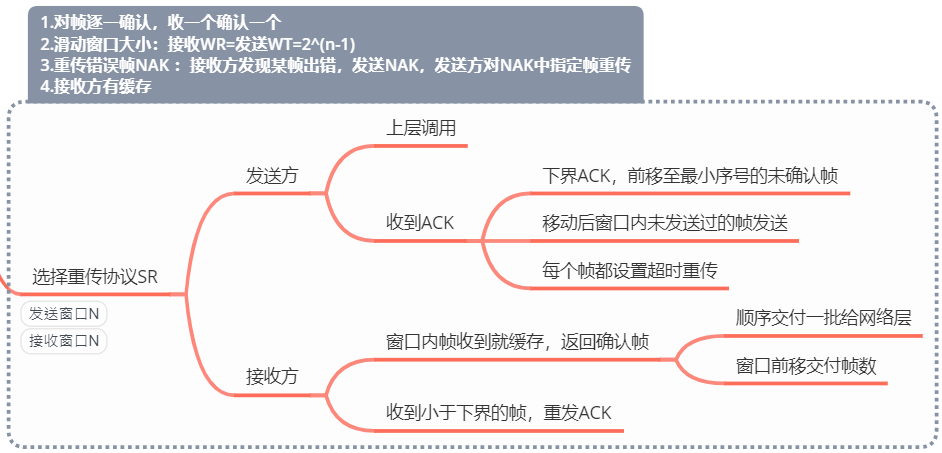 1.对帧逐一确认，收一个确认一个
2.滑动窗口大小：接收WR=发送WT=2^(n-1)
3.重传错误帧NAK ：接收方发现某帧出错，发送NAK，发送方对NAK中指定帧重传
4.接收方有缓存
选择重传协议SR
发送窗口N
接收窗口N
发送方
上层调用
收到ACK
下界ACK，前移至最小序号的未确认帧
移动后窗口内未发送过的帧发送
每个帧都设置超时重传
接收方
窗口内帧收到就缓存，返回确认帧
顺序交付一批给网络层
窗口前移交付帧数
收到小于下界的帧，重发ACK